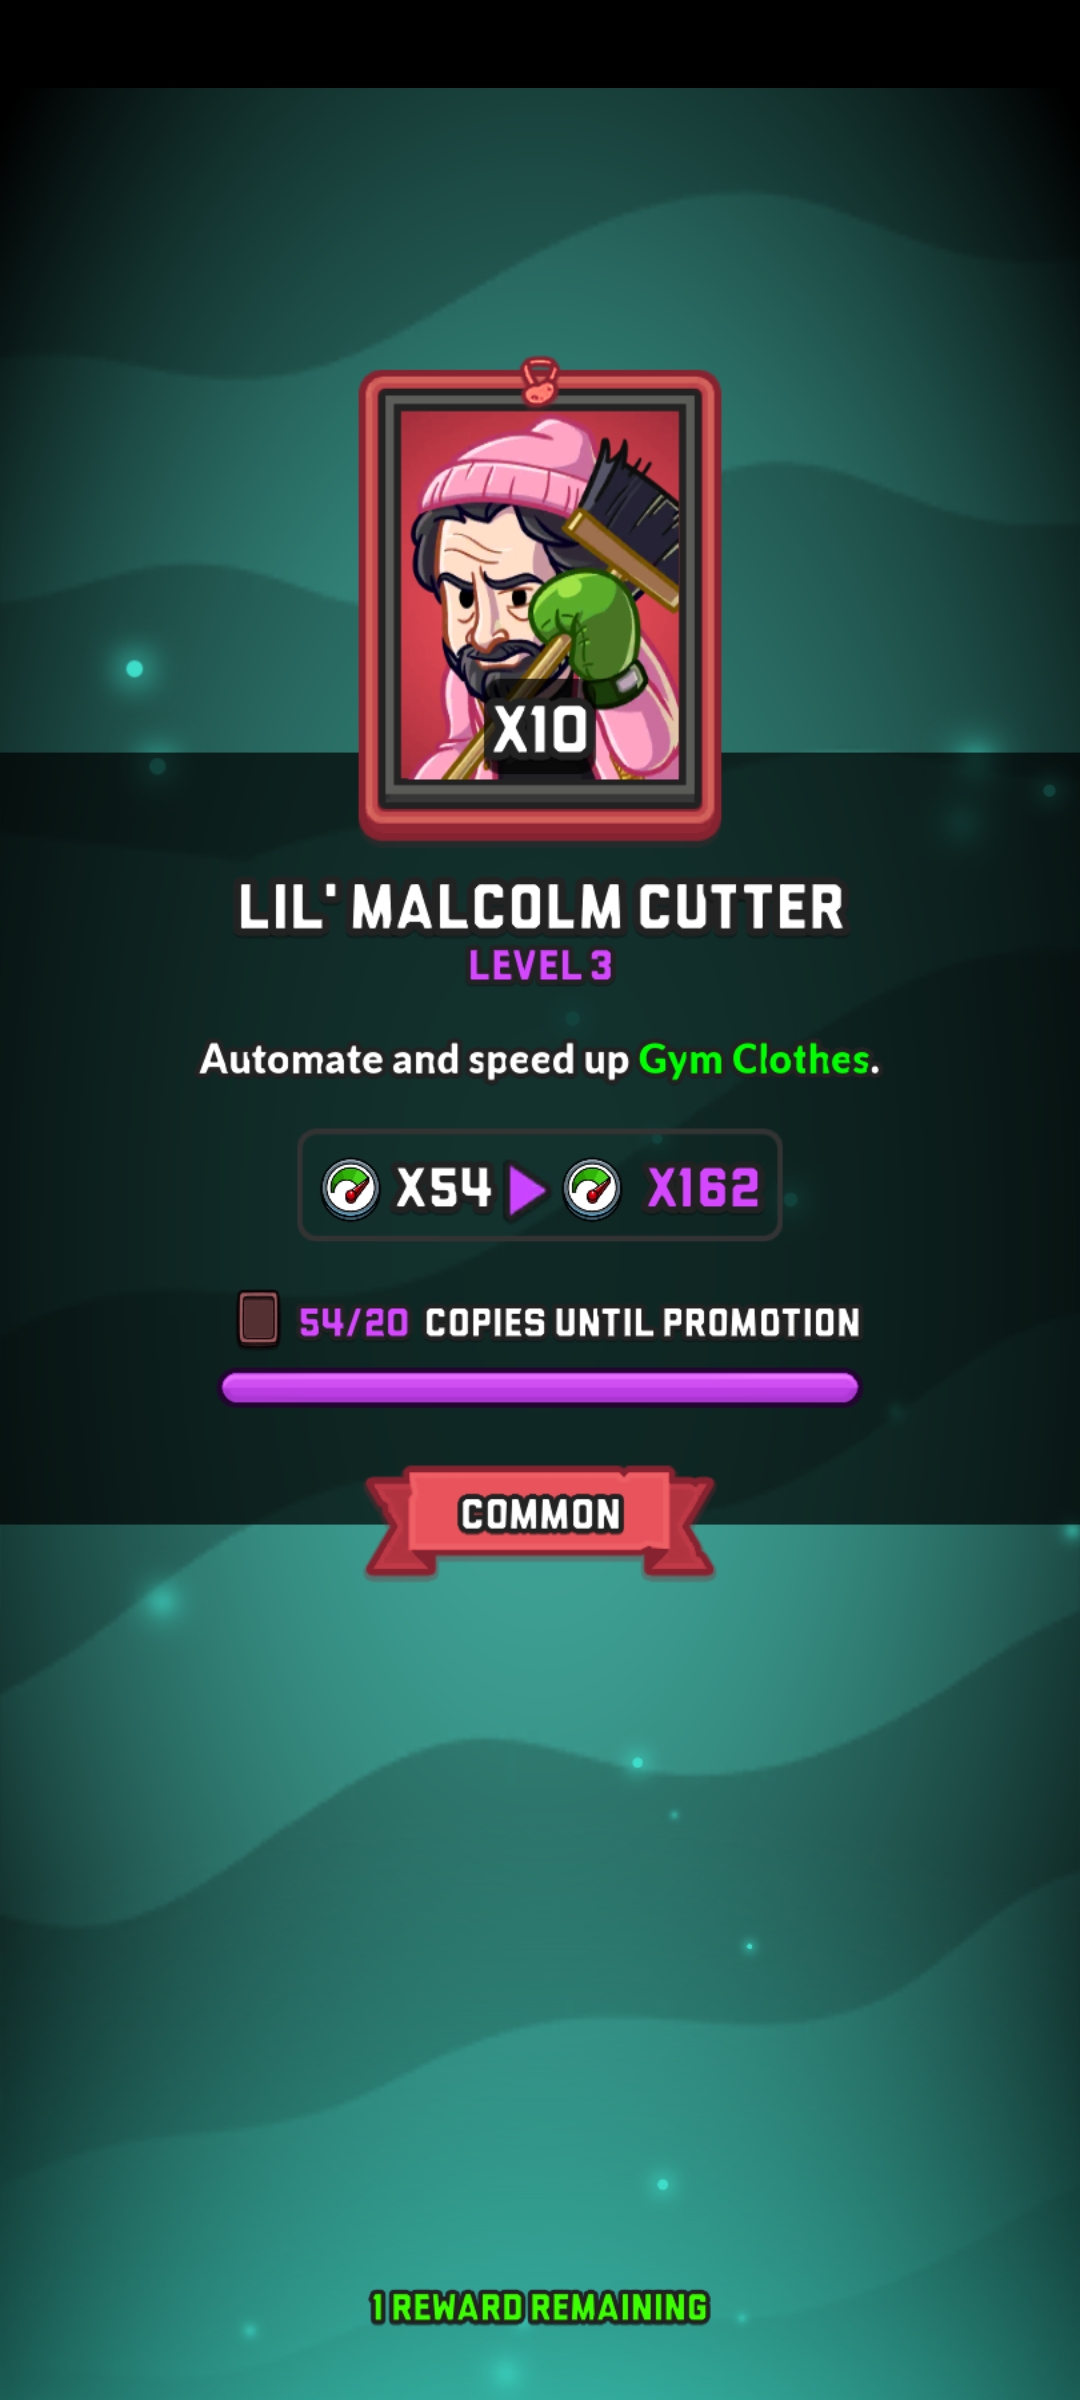 X10
LIL' MALCOLM CUTTER
LEVEL 3
Automate and speed up Gym Clothes.
X54 X162
54/20 COPIES UNTIL PROMOTION
COMMON
1 REWARD REMAINING